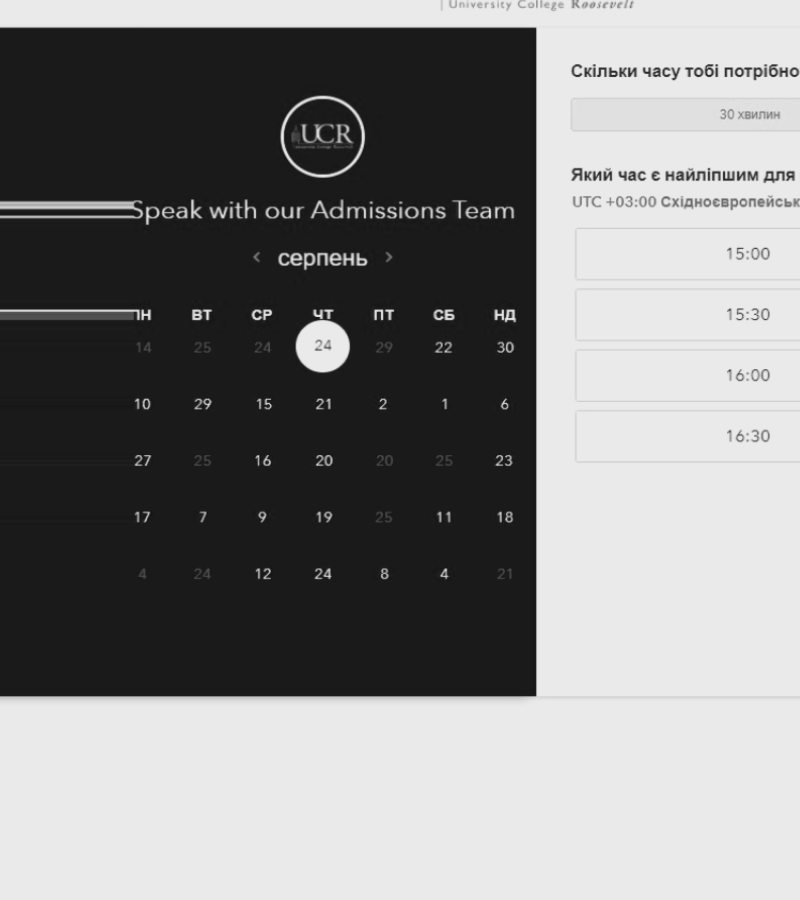 | University College Roosevelt
UCR
Speak with our Admissions Team
< серпень >
ПН ВТ СР ЧТ ПТ СБ НД
14 25 24 24 29 22 30
10 29 15 21 2 1 6
27 25 16 20 20 25 23
17 7 9 19 25 11 18
4 24 12 24 8 4 21
Скільки часу тобі потрібно
30 хвилин
Який час є найліпшим для
UTC +03:00 Східноєвропейськ
15:00
15:30
16:00
16:30